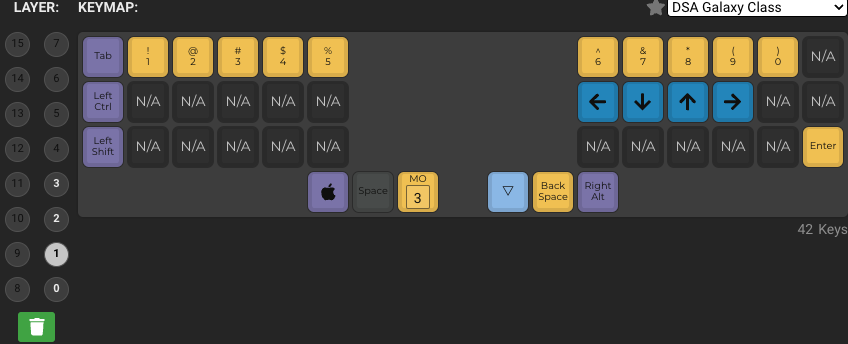 LAYER: KEYMAP: DSA Galaxy Class
15 7
14 6
13 5
12 4
11 3
10 2
9 1
8 0
Tab ! 1 @ 2 # 3 $ 4 % 5 ^ 6 & 7 * 8 ( 9 ) 0 N/A
Left Ctrl N/A N/A N/A N/A N/A N/A N/A
Left Shift N/A N/A N/A N/A N/A N/A N/A N/A N/A N/A Enter
Space MO 3 Back Space Right Alt
42 Keys